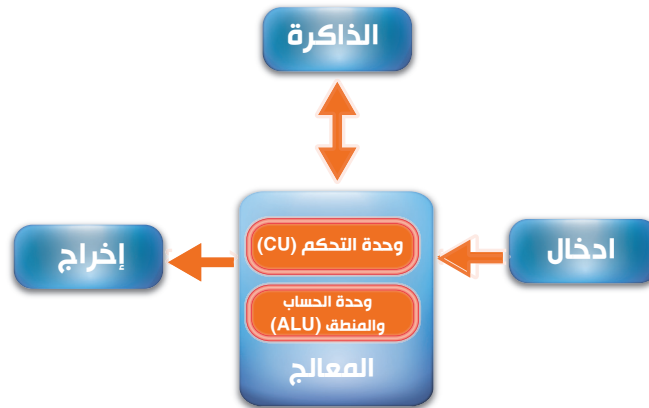 الذاكرة
ادخال
وحدة التحكم (CU)
وحدة الحساب
والمنطق (ALU)
المعالج
إخراج